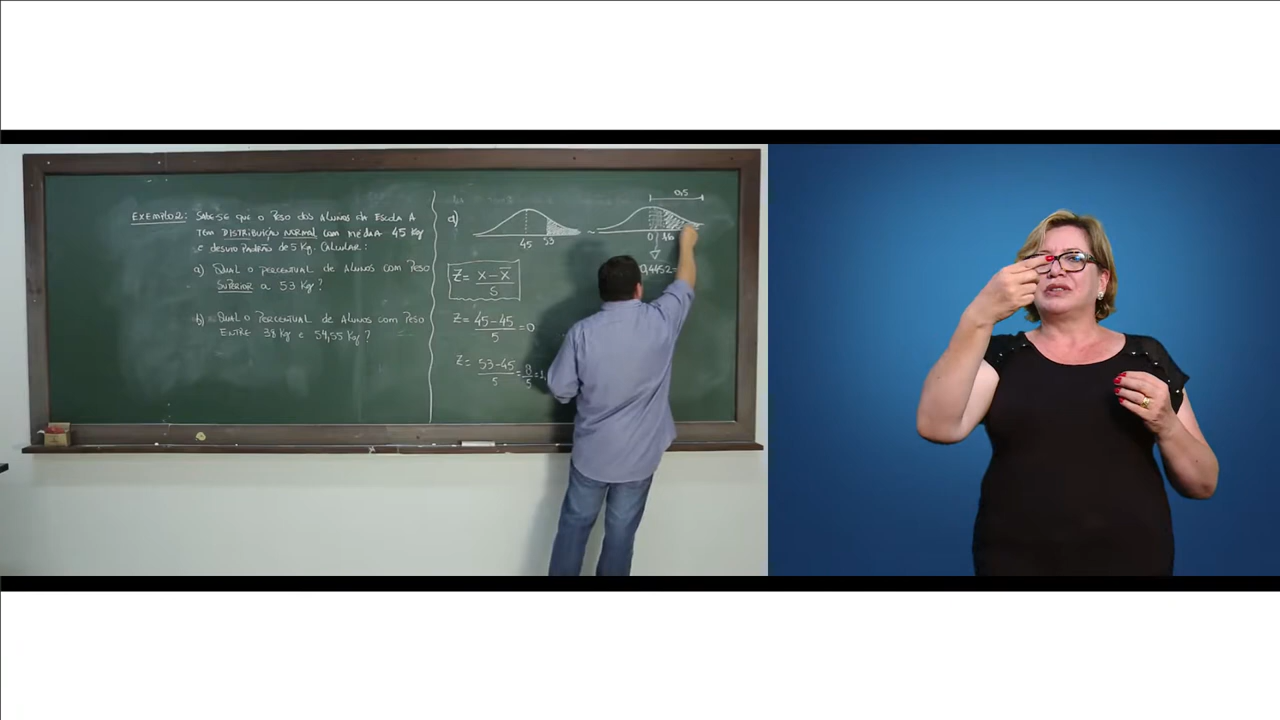 EXEMPLO 2: SABE-SE QUE O PESO DOS ALUNOS DA ESCOLA A
TEM DISTRIBUIÇÃO NORMAL COM MÉDIA 45 Kg
E DESVIO PADRÃO DE 5 Kg. CALCULAR:
a) QUAL O PERCENTUAL DE ALUNOS COM PESO
SUPERIOR A 53 Kg?
b) QUAL O PERCENTUAL DE ALUNOS COM PESO
ENTRE 38 Kg E 54,55 Kg?
a)
45 53
~
0,5
0 1,6
0,4452
Z = X - X̄ / S
Z = 45-45 / 5 = 0
Z = 53-45 / 5 = 8 / 5 = 1,